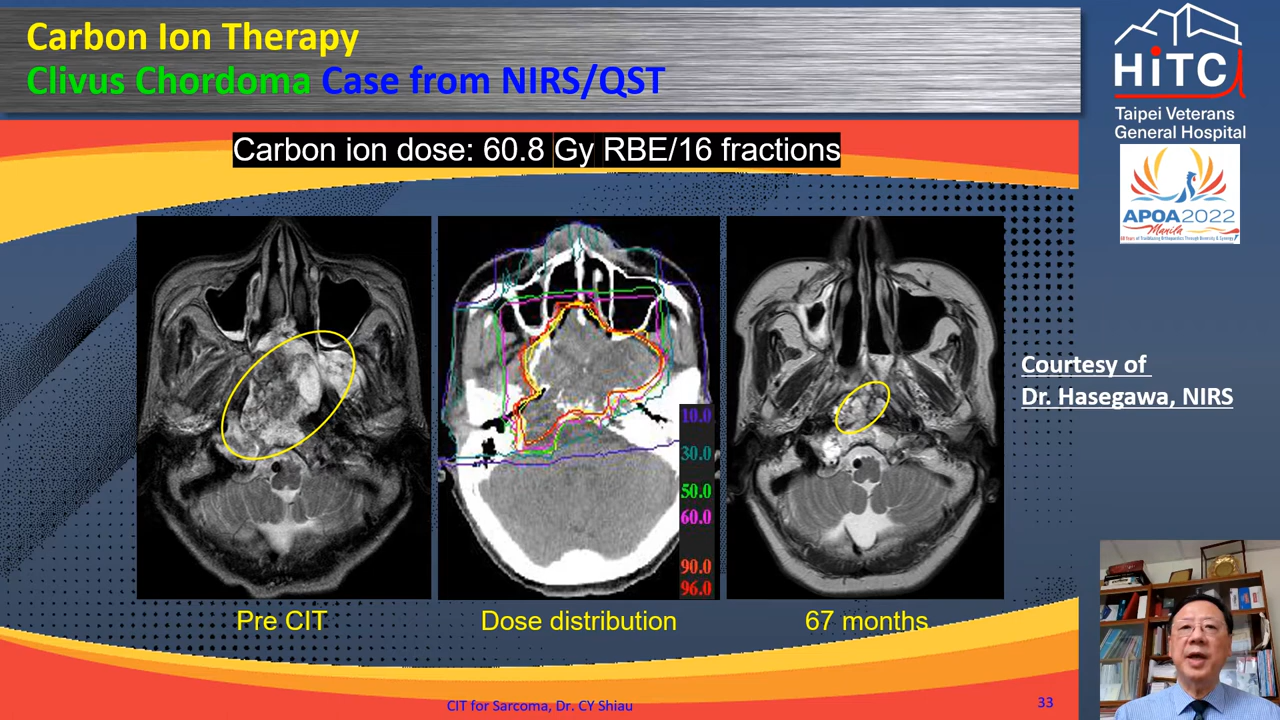 Carbon Ion Therapy
Clivus Chordoma Case from NIRS/QST
HiTC
Taipei Veterans
General Hospital
Carbon ion dose: 60.8 Gy RBE/16 fractions
APOA2022
Manila
Courtesy of
Dr. Hasegawa, NIRS
10.0
30.0
50.0
60.0
90.0
96.0
Pre CIT
Dose distribution
67 months
CIT for Sarcoma, Dr. CY Shiau
33